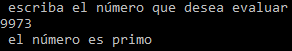 escriba el número que desea evaluar
9973
el número es primo